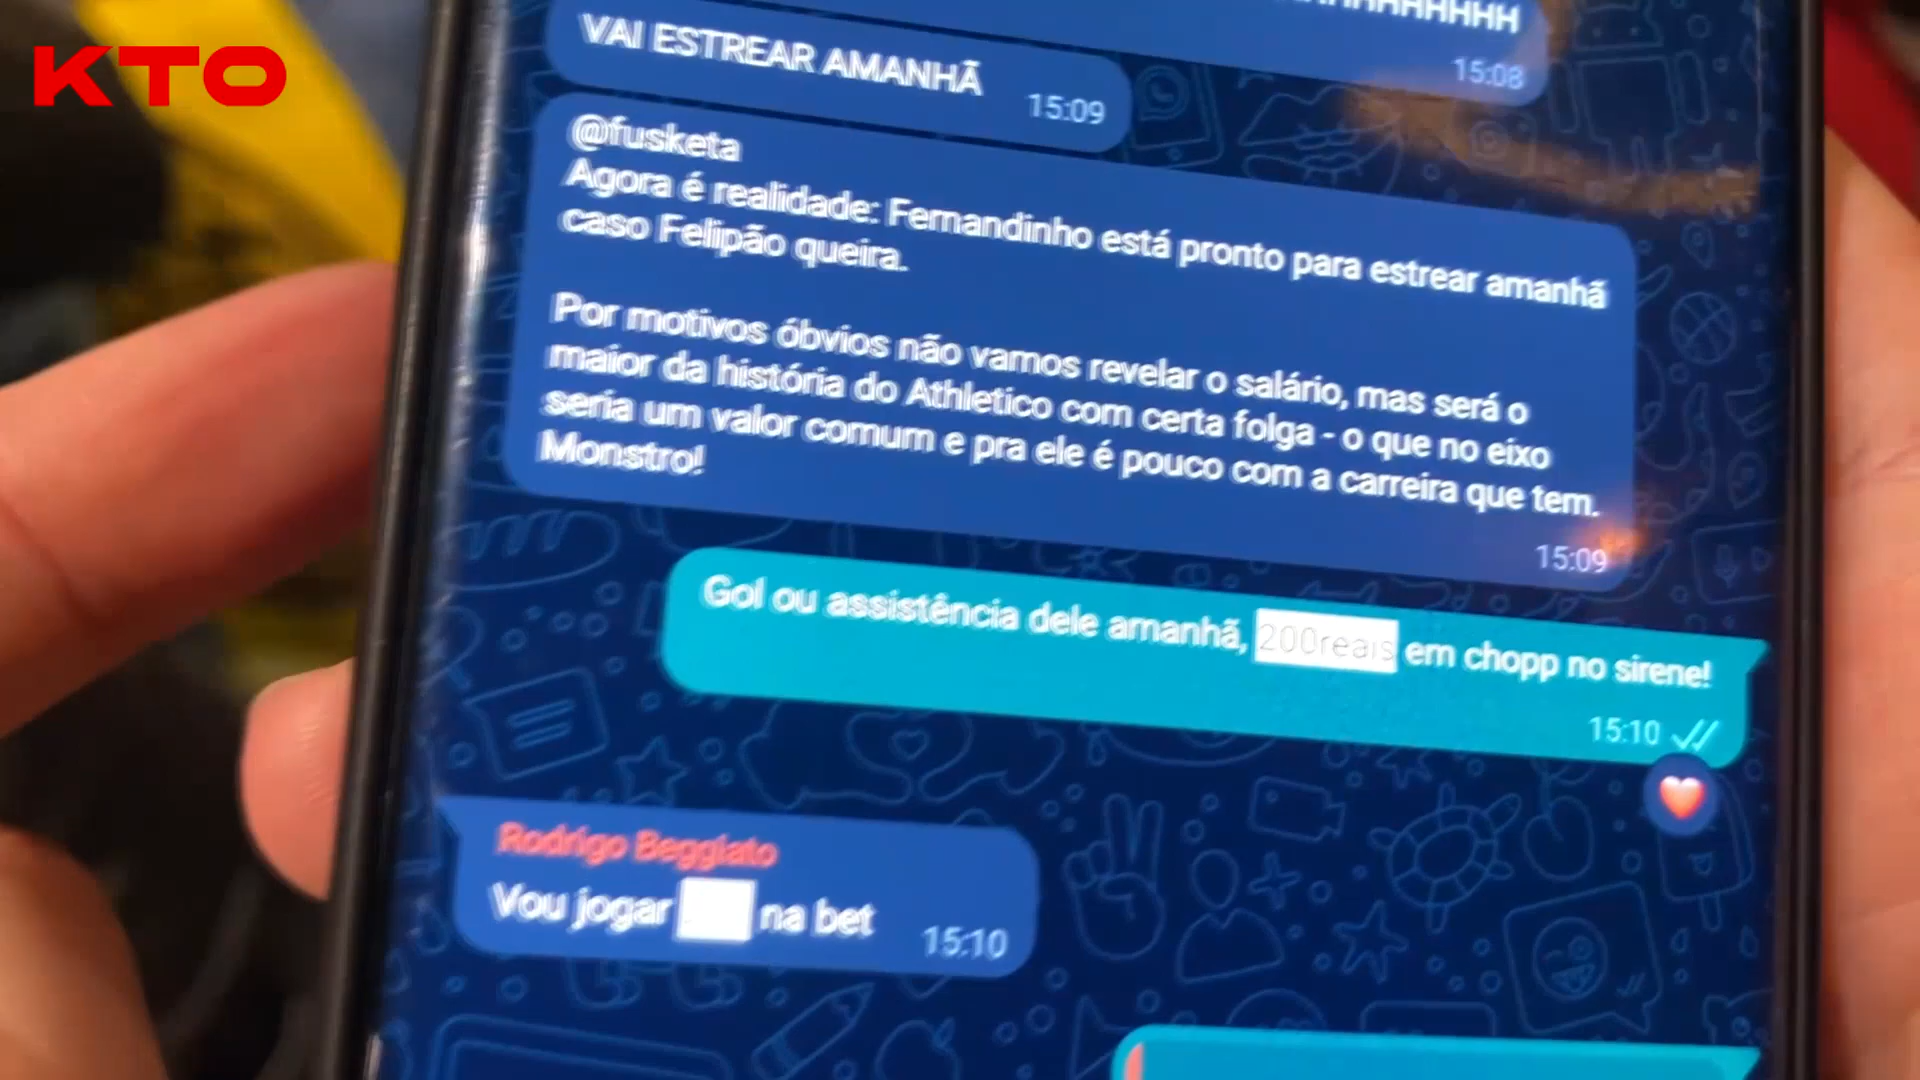 KTO
HHHHHHH
15:08
VAI ESTREAR AMANHÃ
15:09
@fusketa
Agora é realidade: Fernandinho está pronto para estrear amanhã
caso Felipão queira.
Por motivos óbvios não vamos revelar o salário, mas será o
maior da história do Athletico com certa folga - o que no eixo
seria um valor comum e pra ele é pouco com a carreira que tem.
Monstro!
15:09
Gol ou assistência dele amanhã, 200reais em chopp no sirene!
15:10
Rodrigo Beggiato
Vou jogar na bet
15:10